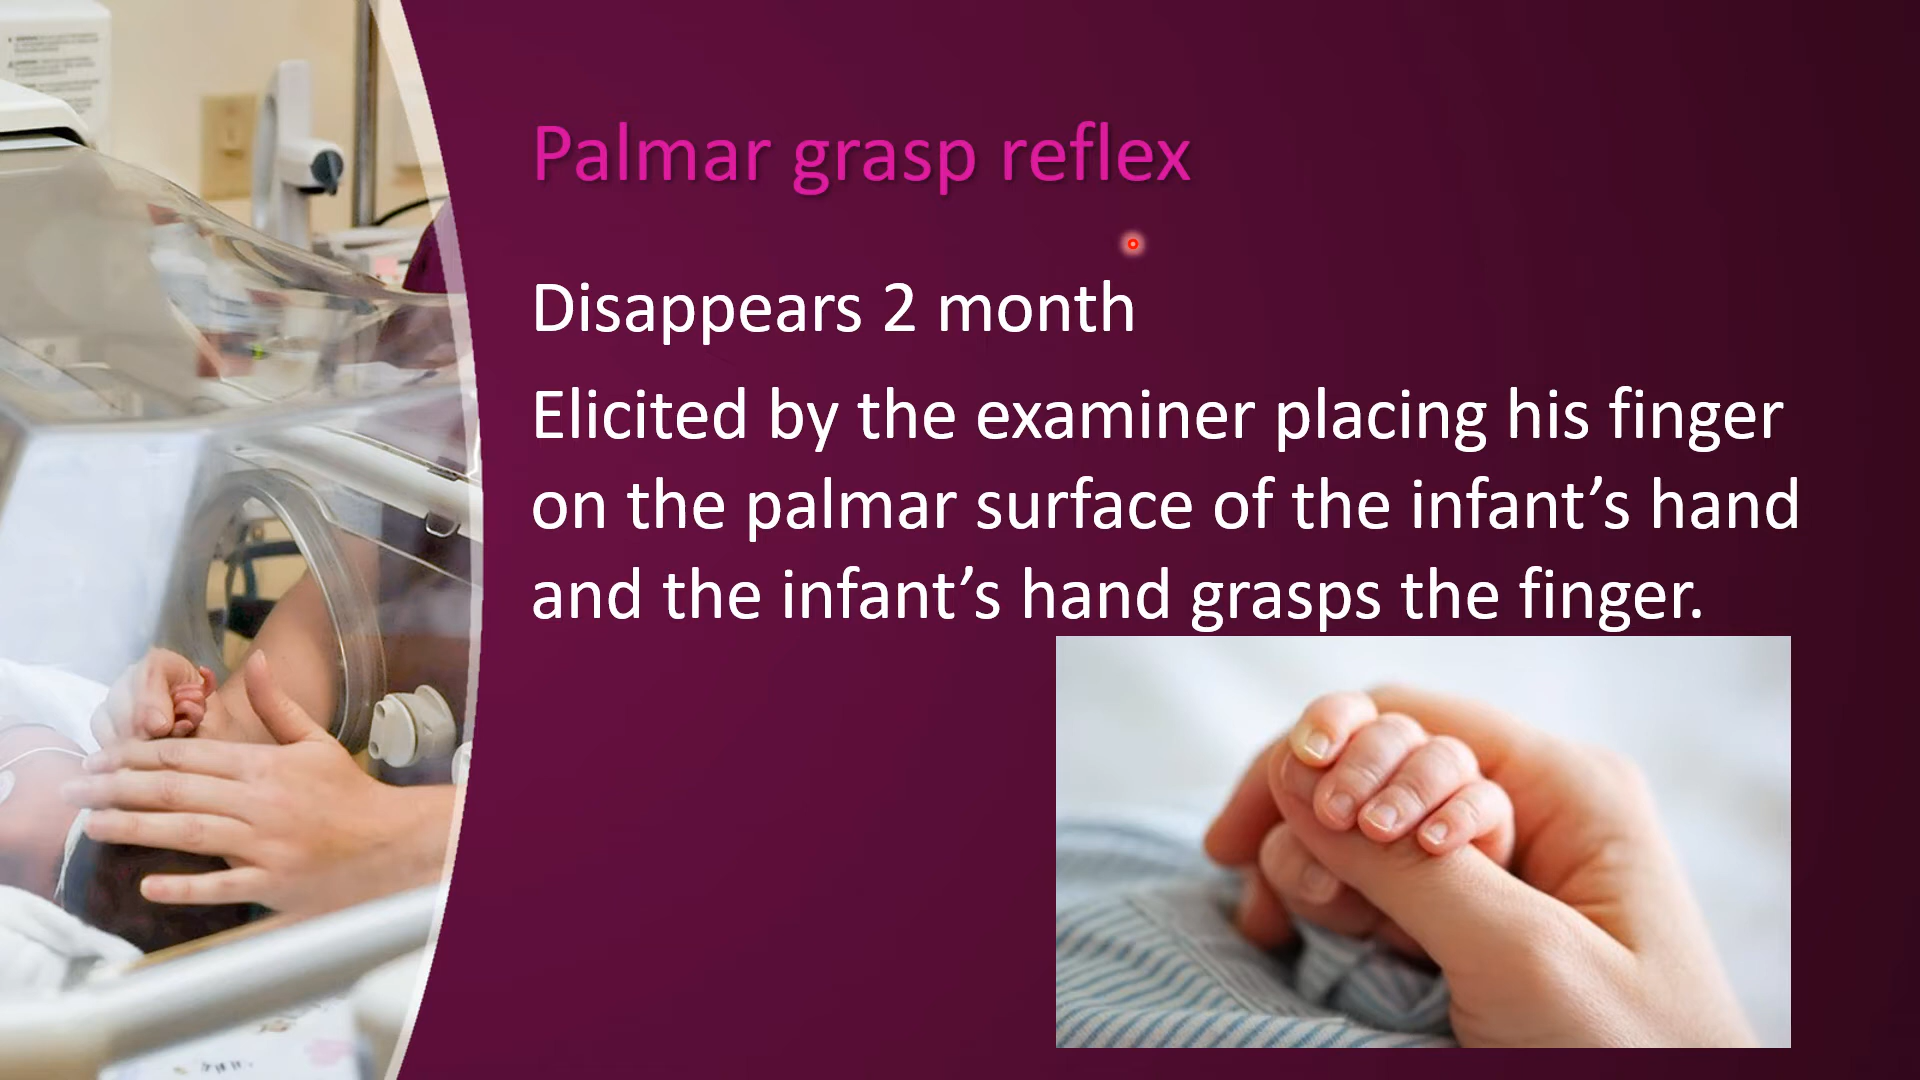 Palmar grasp reflex
Disappears 2 month
Elicited by the examiner placing his finger
on the palmar surface of the infant’s hand
and the infant’s hand grasps the finger.